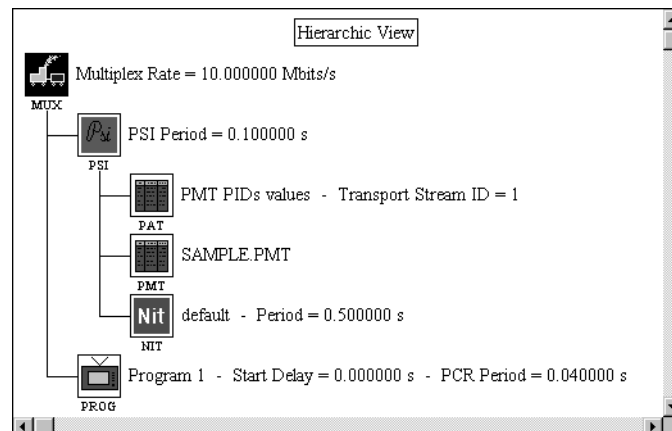 Hierarchic View
Multiplex Rate = 10.000000 Mbits/s
MUX
Psi
PSI Period = 0.100000 s
PSI
PMT PIDs values - Transport Stream ID = 1
PAT
SAMPLE.PMT
PMT
Nit
default - Period = 0.500000 s
NIT
Program 1 - Start Delay = 0.000000 s - PCR Period = 0.040000 s
PROG